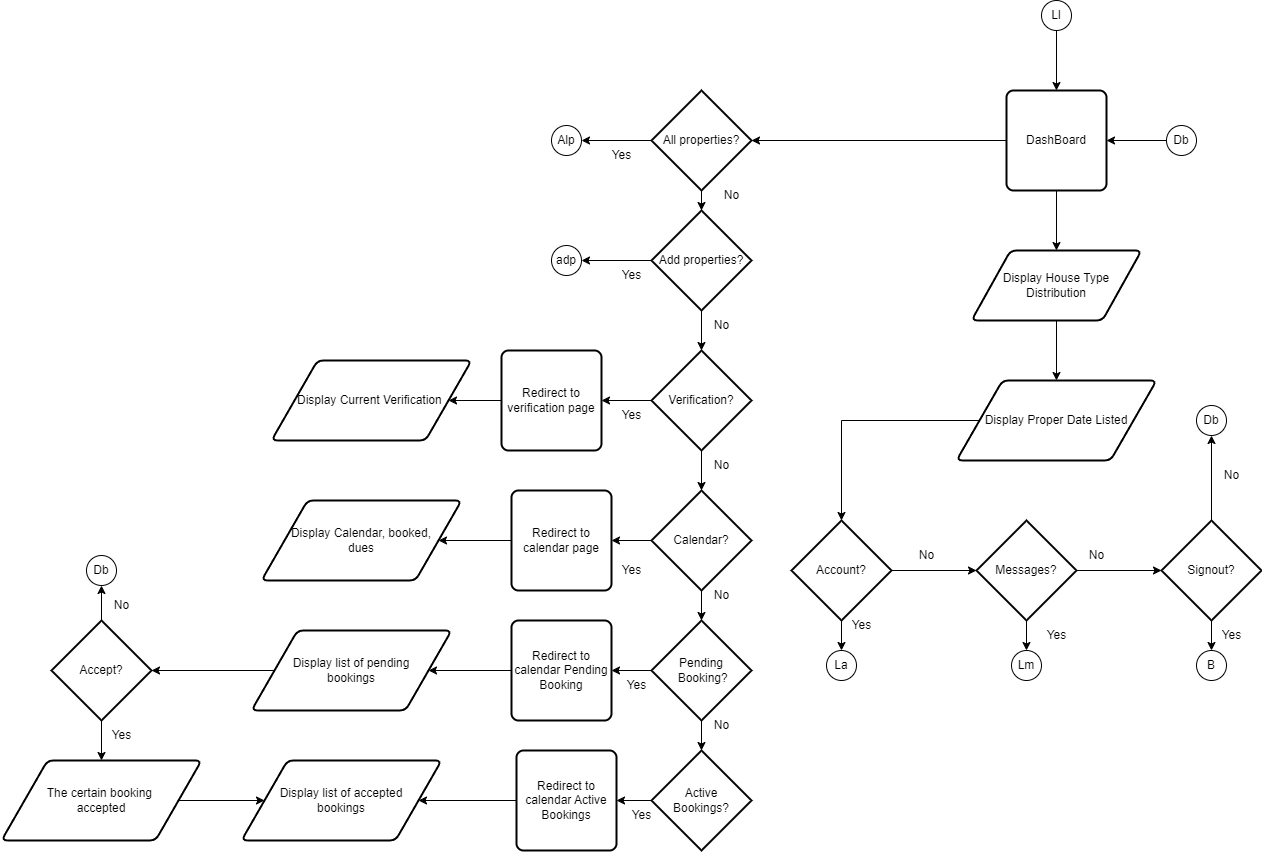 Ll
All properties?
Alp
Yes
DashBoard
Db
No
Add properties?
adp
Yes
Display House Type
Distribution
No
Display Current Verification
Redirect to
verification page
Yes
Verification?
Display Proper Date Listed
Db
No
No
Display Calendar, booked,
dues
Redirect to
calendar page
Yes
Calendar?
Account?
No
Messages?
No
Signout?
Db
No
No
Yes
Yes
Yes
La
Lm
B
Accept?
Display list of pending
bookings
Redirect to
calendar Pending
Booking
Yes
Pending
Booking?
Yes
No
The certain booking
accepted
Display list of accepted
bookings
Redirect to
calendar Active
Bookings
Yes
Active
Bookings?